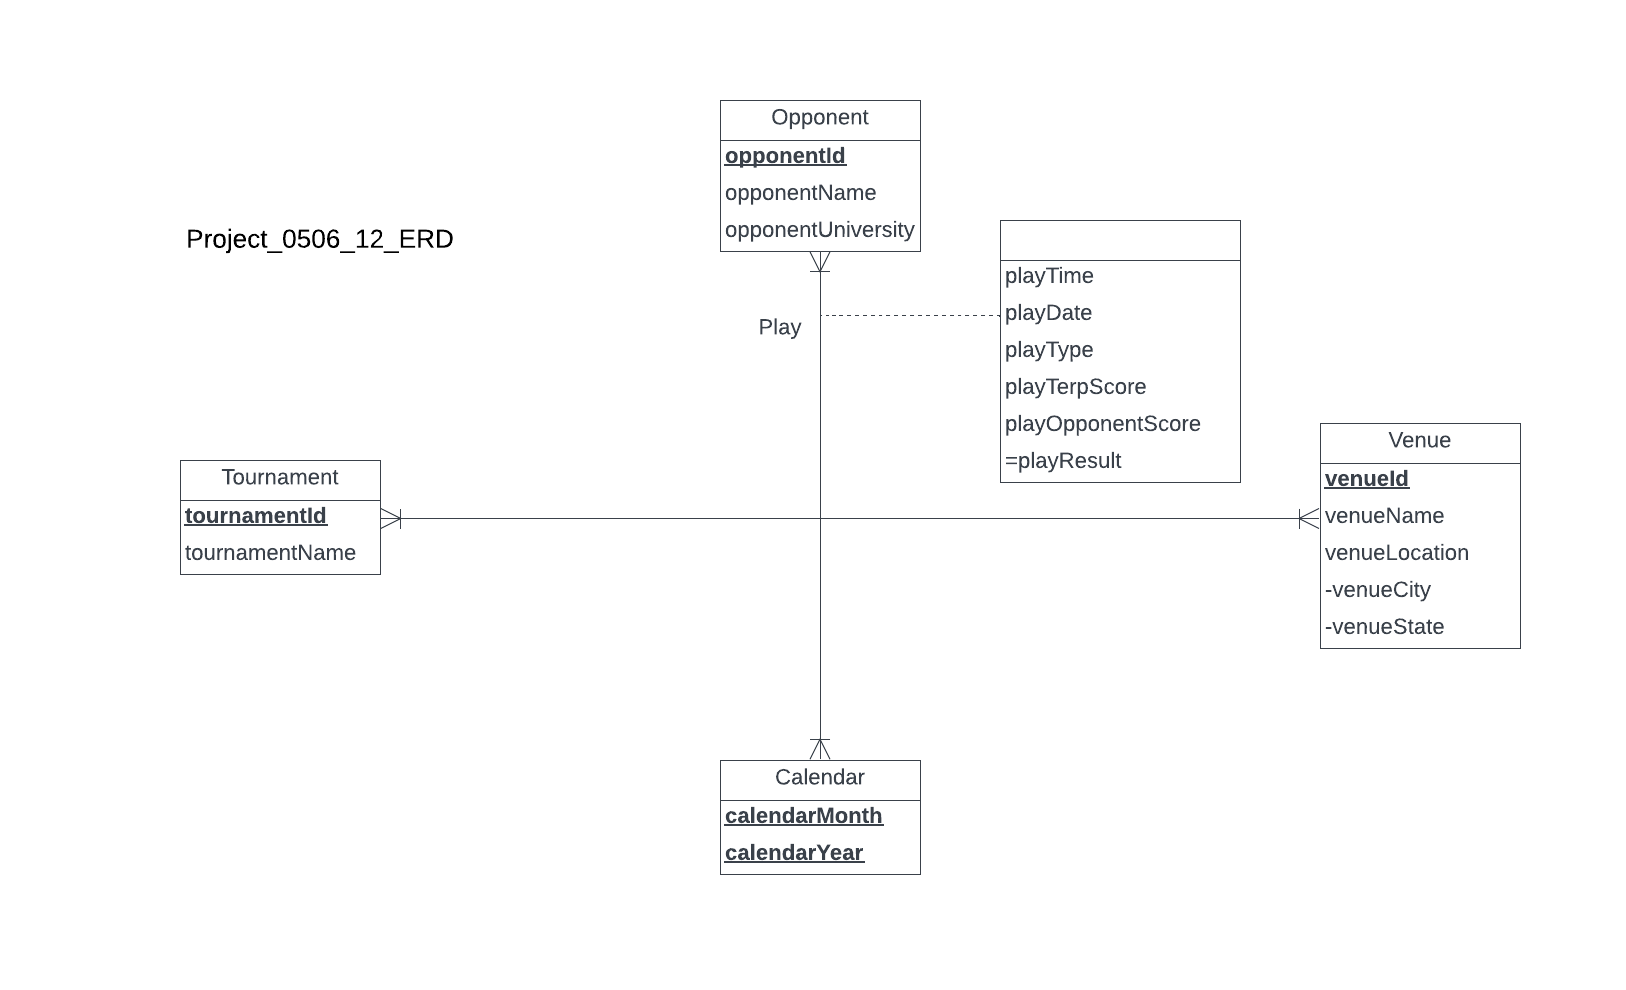 Project_0506_12_ERD
Opponent
opponentId
opponentName
opponentUniversity
Play
playTime
playDate
playType
playTerpScore
playOpponentScore
=playResult
Tournament
tournamentId
tournamentName
Venue
venueId
venueName
venueLocation
-venueCity
-venueState
Calendar
calendarMonth
calendarYear